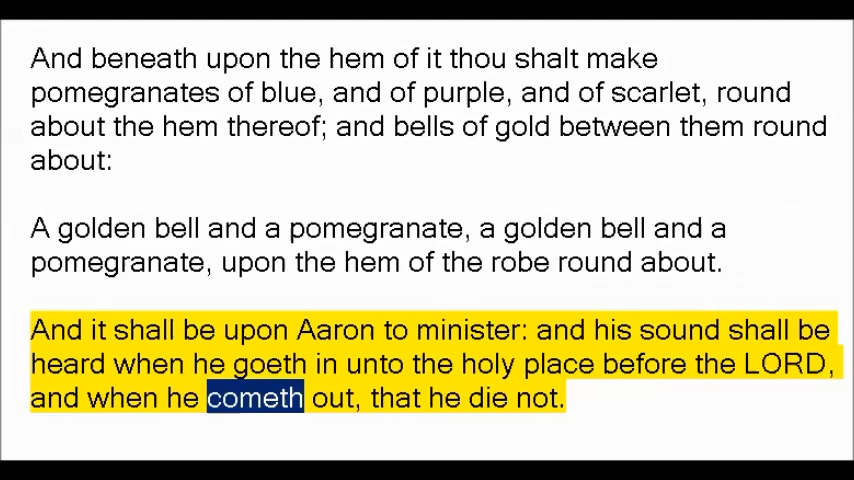 And beneath upon the hem of it thou shalt make
pomegranates of blue, and of purple, and of scarlet, round
about the hem thereof; and bells of gold between them round
about:
A golden bell and a pomegranate, a golden bell and a
pomegranate, upon the hem of the robe round about.
And it shall be upon Aaron to minister: and his sound shall be
heard when he goeth in unto the holy place before the LORD,
and when he cometh out, that he die not.